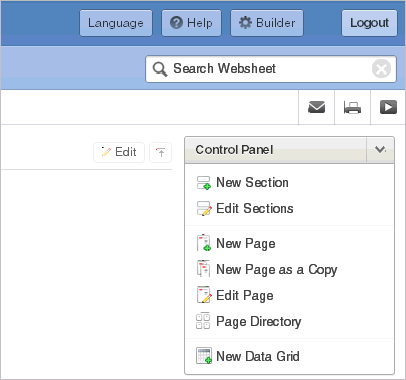 Language Help Builder Logout
Search Websheet
Edit
Control Panel
New Section
Edit Sections
New Page
New Page as a Copy
Edit Page
Page Directory
New Data Grid